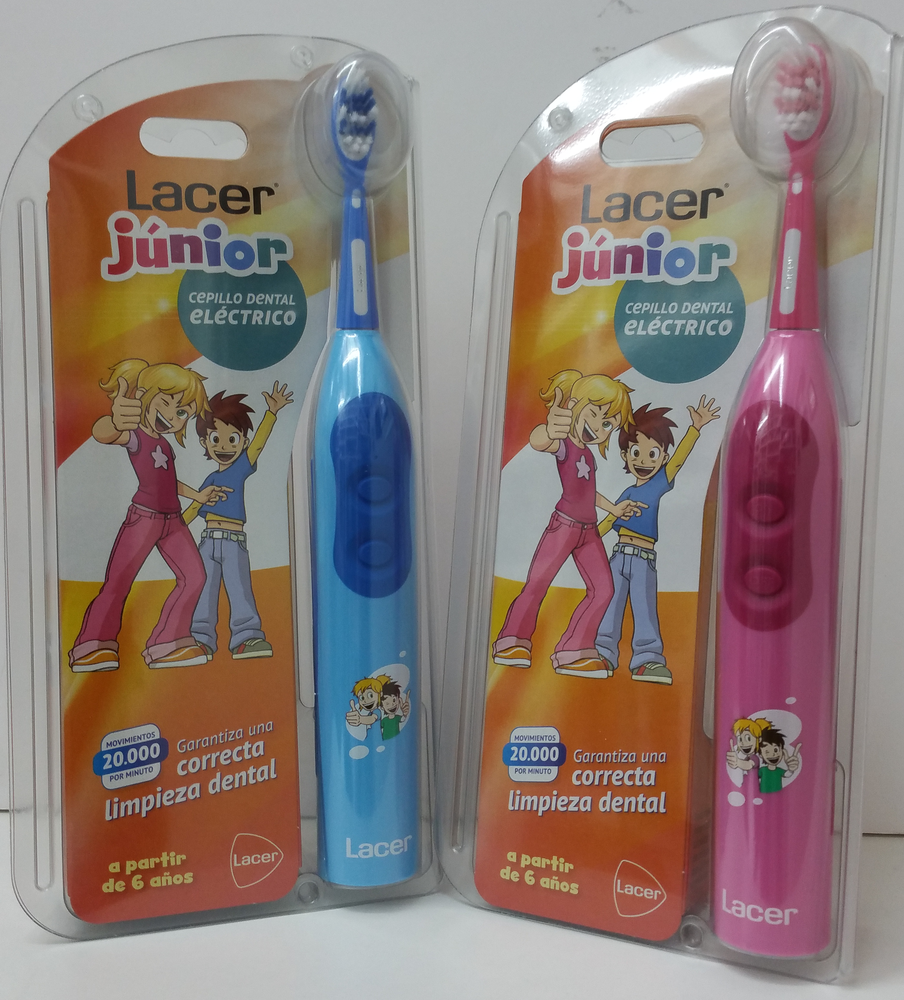 Lacer
júnior
CEPILLO DENTAL
ELÉCTRICO
MOVIMIENTOS
20.000
POR MINUTO
Garantiza una
correcta
limpieza dental
a partir
de 6 años
Lacer
Lacer
Lacer
júnior
CEPILLO DENTAL
ELÉCTRICO
Lacer
MOVIMIENTOS
20.000
POR MINUTO
Garantiza una
correcta
limpieza dental
a partir
de 6 años
Lacer
Lacer